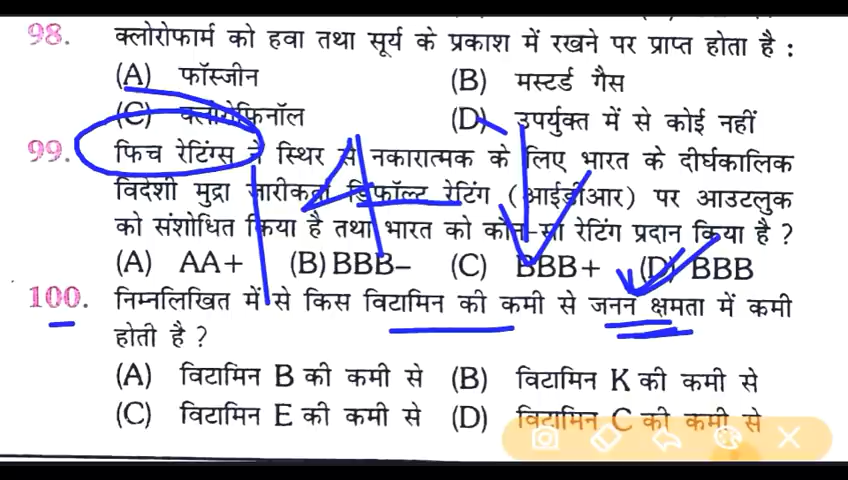 98. क्लोरोफार्म को हवा तथा सूर्य के प्रकाश में रखने पर प्राप्त होता है :
(A) फॉस्जीन (B) मस्टर्ड गैस
(C) क्लोरोफिनॉल (D) उपर्युक्त में से कोई नहीं
99. फिच रेटिंग्स ने स्थिर से नकारात्मक के लिए भारत के दीर्घकालिक
विदेशी मुद्रा जारीकर्ता डिफॉल्ट रेटिंग (आईडीआर) पर आउटलुक
को संशोधित किया है तथा भारत को कौन-सा रेटिंग प्रदान किया है ?
(A) AA+ (B) BBB– (C) BBB+ (D) BBB
100. निम्नलिखित में से किस विटामिन की कमी से जनन क्षमता में कमी
होती है ?
(A) विटामिन B की कमी से (B) विटामिन K की कमी से
(C) विटामिन E की कमी से (D) विटामिन C की कमी से